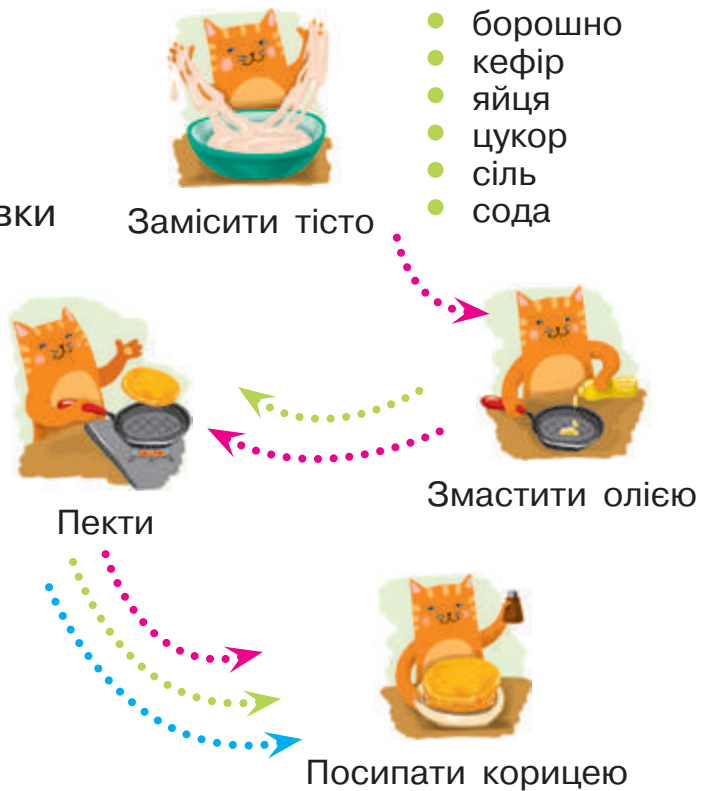 борошно
кефір
яйця
цукор
сіль
сода
вки
Замісити тісто
Змастити олією
Пекти
Посипати корицею